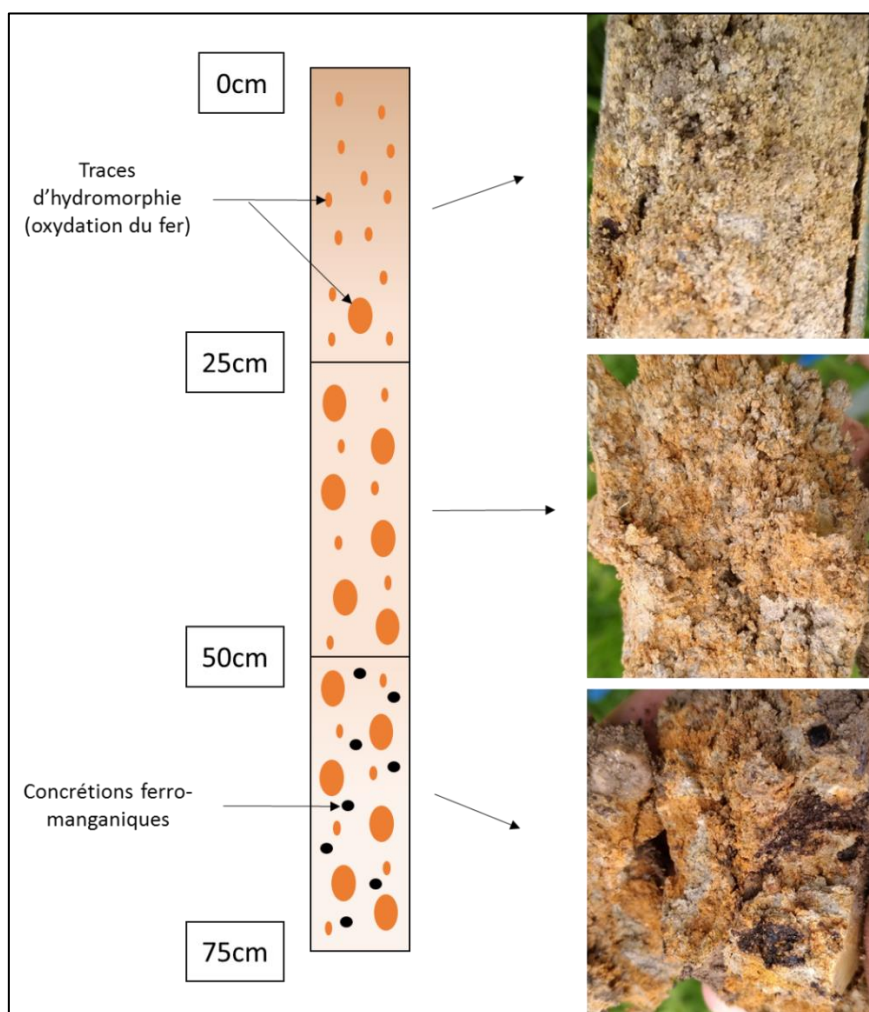 0cm
Traces
d'hydromorphie
(oxydation du fer)
25cm
50cm
Concrétions ferro-
manganiques
75cm